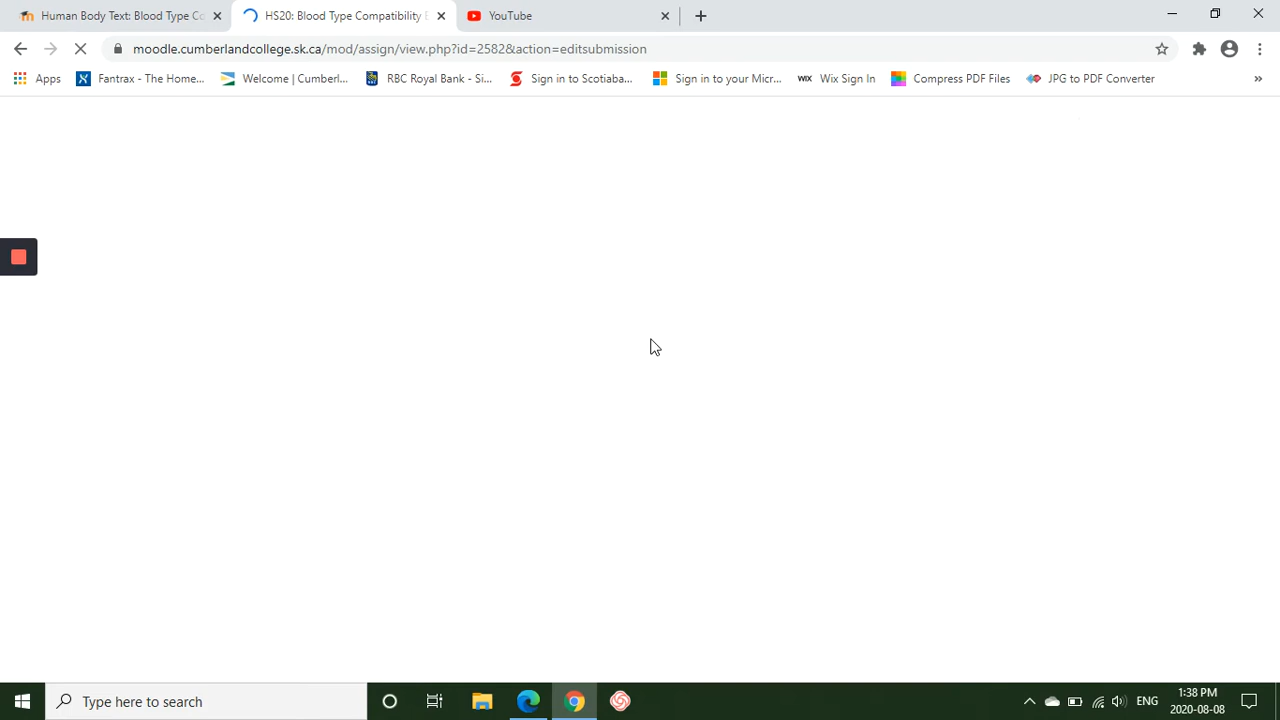 Human Body Text: Blood Type Co
HS20: Blood Type Compatibility E
YouTube
moodle.cumberlandcollege.sk.ca/mod/assign/view.php?id=2582&action=editsubmission
Apps
Fantrax - The Home...
Welcome | Cumberl...
RBC Royal Bank - Si...
Sign in to Scotiaba...
Sign in to your Micr...
WIX Wix Sign In
Compress PDF Files
JPG to PDF Converter
»
Type here to search
ENG
1:38 PM
2020-08-08